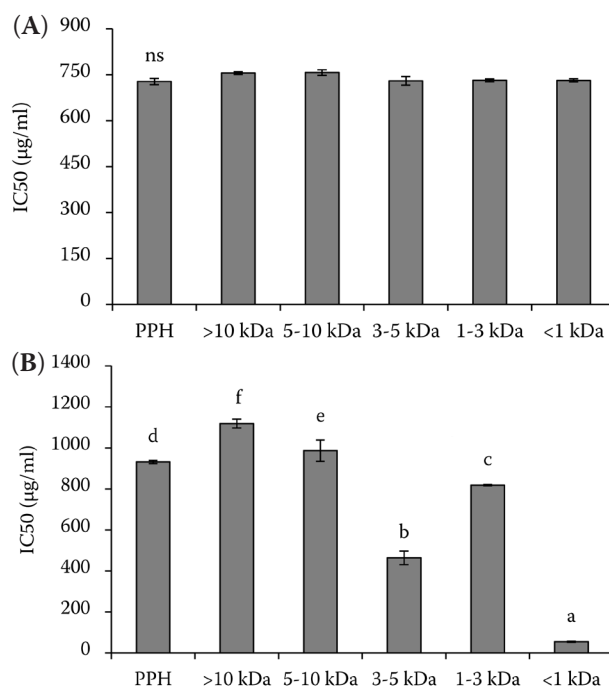 (A)
900
ns
750
600
450
300
150
0
IC50 (µg/ml)
PPH >10 kDa 5-10 kDa 3-5 kDa 1-3 kDa <1 kDa
(B)
1400
1200
1000
800
600
400
200
0
IC50 (µg/ml)
d f e b c a
PPH >10 kDa 5-10 kDa 3-5 kDa 1-3 kDa <1 kDa